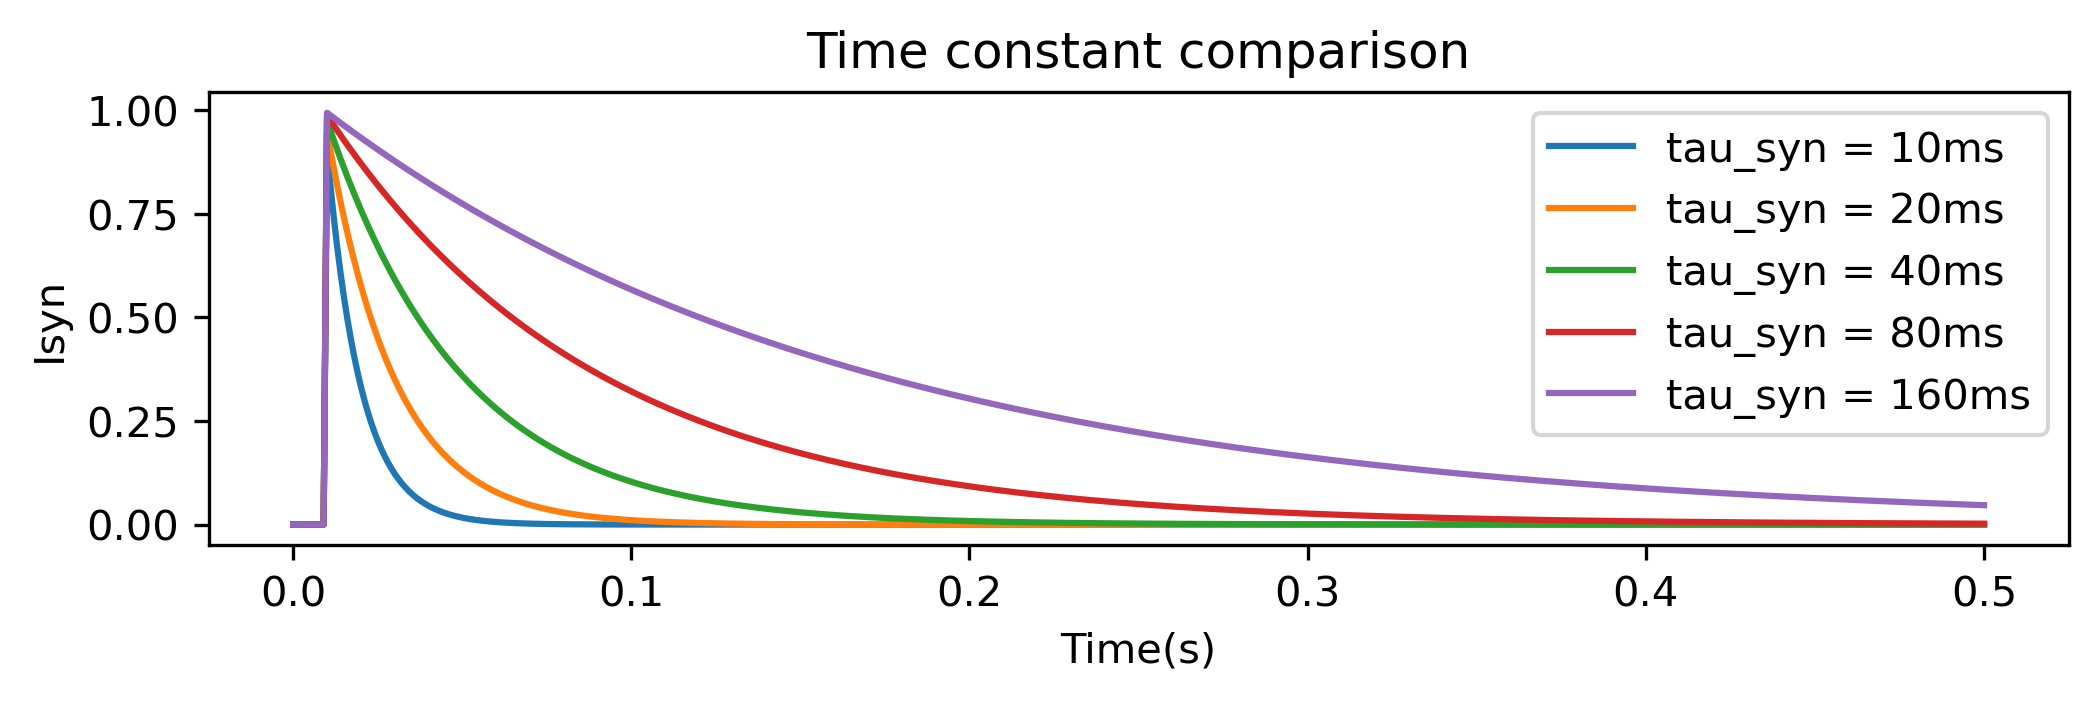 Time constant comparison
1.00
0.75
0.50
0.25
0.00
Isyn
tau_syn = 10ms
tau_syn = 20ms
tau_syn = 40ms
tau_syn = 80ms
tau_syn = 160ms
0.0 0.1 0.2 0.3 0.4 0.5
Time(s)